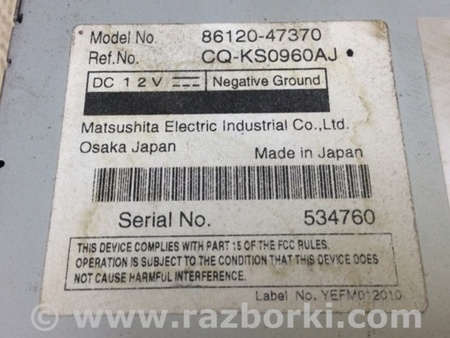 Model No. 86120-47370
Ref.No. CQ-KS0960AJ
DC 12V Negative Ground
Matsushita Electric Industrial Co.,Ltd.
Osaka Japan Made in Japan
Serial No. 534760
THIS DEVICE COMPLIES WITH PART 15 OF THE FCC RULES.
OPERATION IS SUBJECT TO THE CONDITION THAT THIS DEVICE DOES
NOT CAUSE HARMFUL INTERFERENCE.
Label No. YEFM012010
www.razborki.com